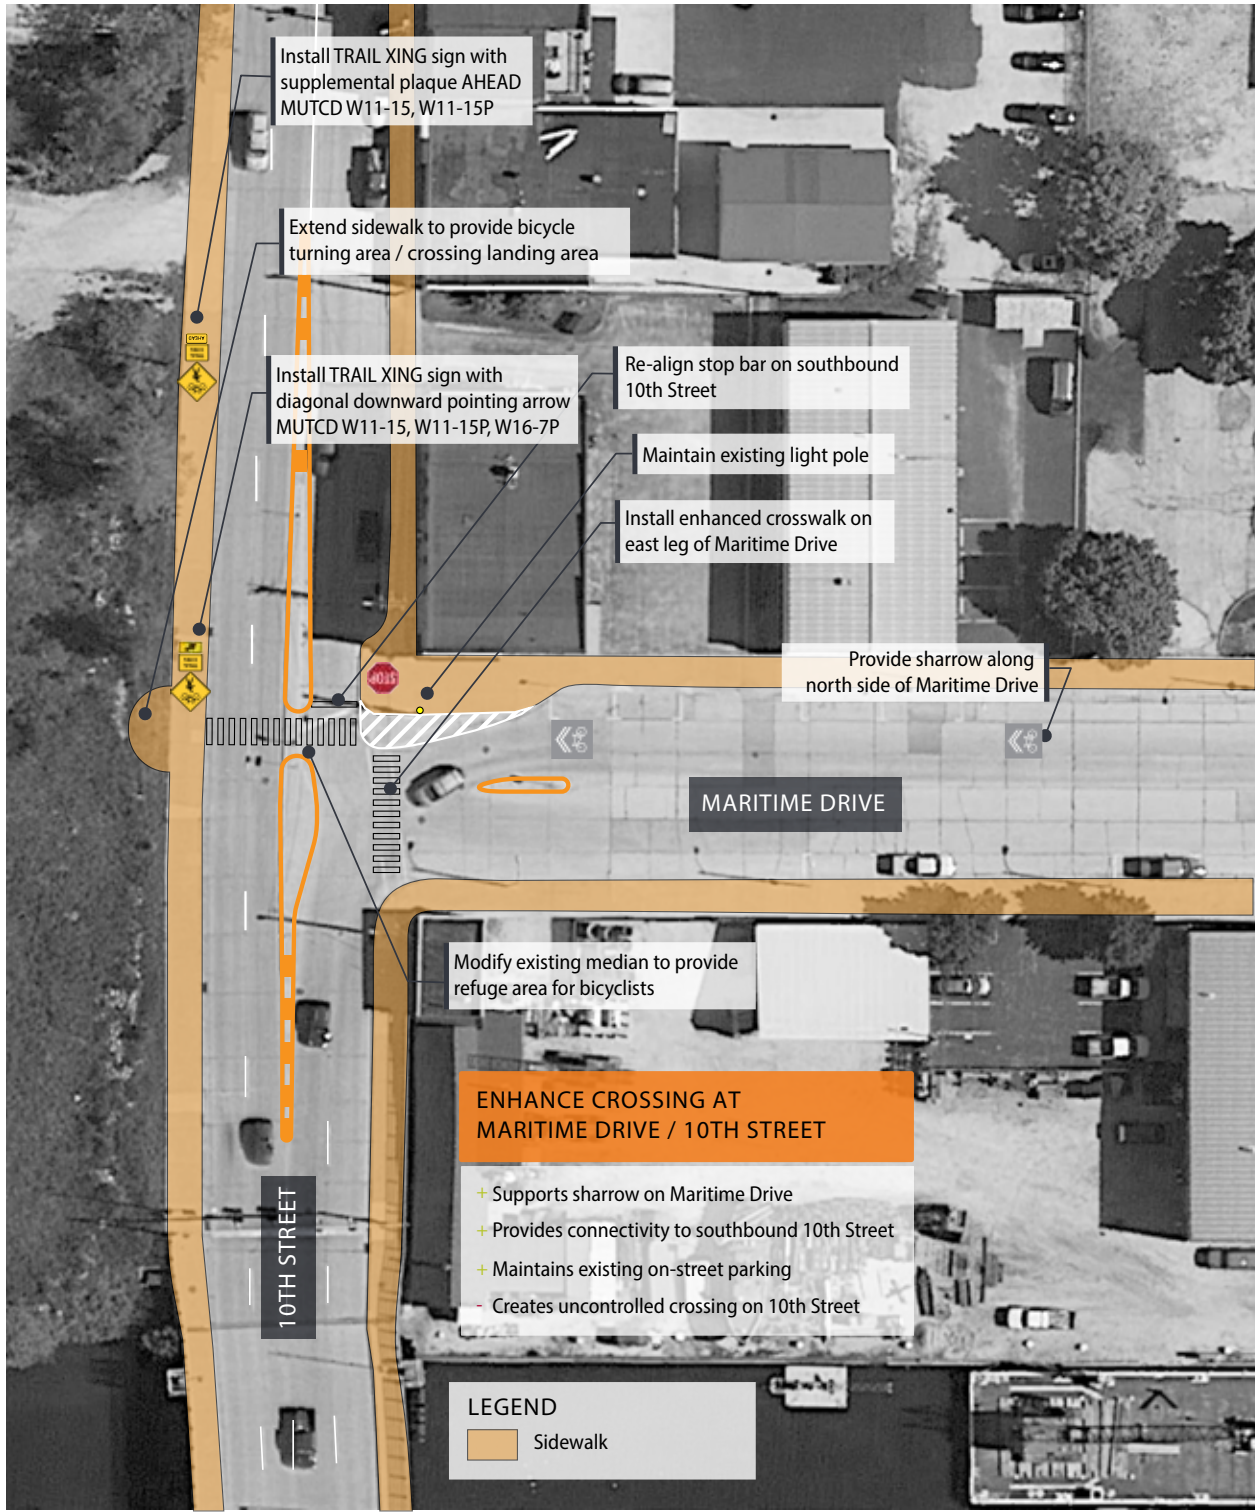 Install TRAIL XING sign with
supplemental plaque AHEAD
MUTCD W11-15, W11-15P
Extend sidewalk to provide bicycle
turning area / crossing landing area
AHEAD
TRAIL
XING
Install TRAIL XING sign with
diagonal downward pointing arrow
MUTCD W11-15, W11-15P, W16-7P
Re-align stop bar on southbound
10th Street
Maintain existing light pole
Install enhanced crosswalk on
east leg of Maritime Drive
TRAIL
XING
STOP
Provide sharrow along
north side of Maritime Drive
MARITIME DRIVE
Modify existing median to provide
refuge area for bicyclists
ENHANCE CROSSING AT
MARITIME DRIVE / 10TH STREET
+ Supports sharrow on Maritime Drive
+ Provides connectivity to southbound 10th Street
+ Maintains existing on-street parking
- Creates uncontrolled crossing on 10th Street
10TH STREET
LEGEND
Sidewalk